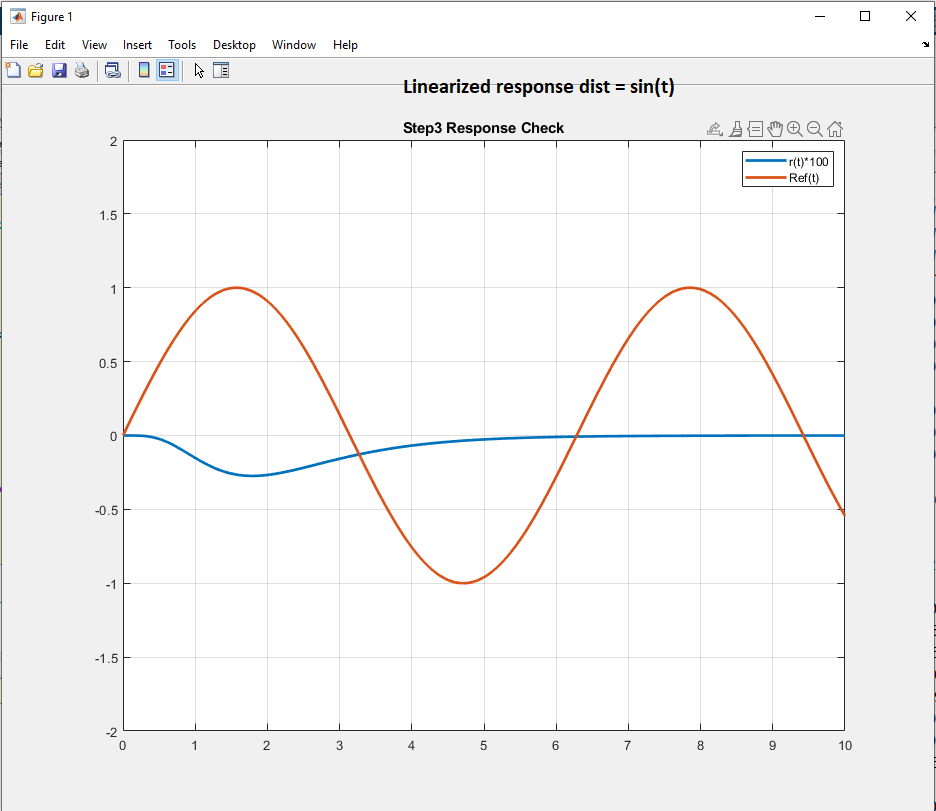 Figure 1
File Edit View Insert Tools Desktop Window Help
Linearized response dist = sin(t)
Step3 Response Check
r(t)*100
Ref(t)
2
1.5
1
0.5
0
-0.5
-1
-1.5
-2
0 1 2 3 4 5 6 7 8 9 10